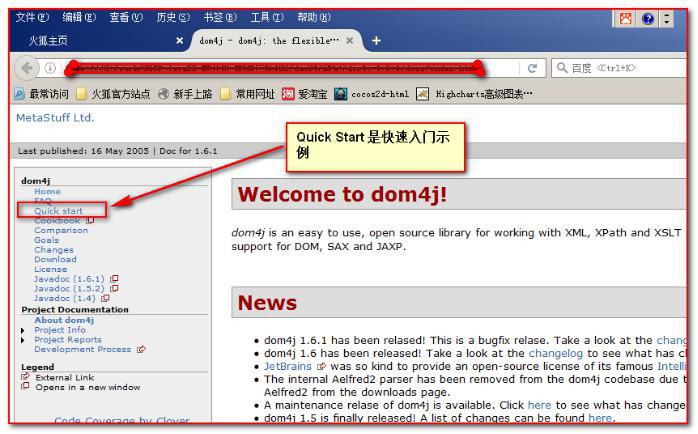 文件(F) 编辑(E) 查看(V) 历史(S) 书签(B) 工具(T) 帮助(H)
火狐主页 × dom4j - dom4j: the flexible… × +
百度 <Ctrl+K>
最常访问 火狐官方站点 新手上路 常用网址 爱淘宝 cocos2d-html Highcharts高级图表…
MetaStuff Ltd.
Last published: 16 May 2005 | Doc for 1.6.1
Quick Start 是快速入门示
例
dom4j
Home
FAQ
Quick start
Cookbook
Comparison
Goals
Changes
Download
License
Javadoc (1.6.1)
Javadoc (1.5.2)
Javadoc (1.4)
Project Documentation
About dom4j
Project Info
Project Reports
Development Process
Legend
External Link
Opens in a new window
Code Coverage by Clover
Welcome to dom4j!
dom4j is an easy to use, open source library for working with XML, XPath and XSLT
support for DOM, SAX and JAXP.
News
dom4j 1.6.1 has been relased! This is a bugfix relase. Take a look at the chang
dom4j 1.6 has been released! Take a look at the changelog to see what has cl
JetBrains was so kind to provide an open-source license of its famous Intelli
The internal Aelfred2 parser has been removed from the dom4j codebase due t
Aelfred2 from the downloads page.
A maintenance relase of dom4j is available. Click here to see what has change
dom4j 1.5 is finally released! A list of changes can be found here.